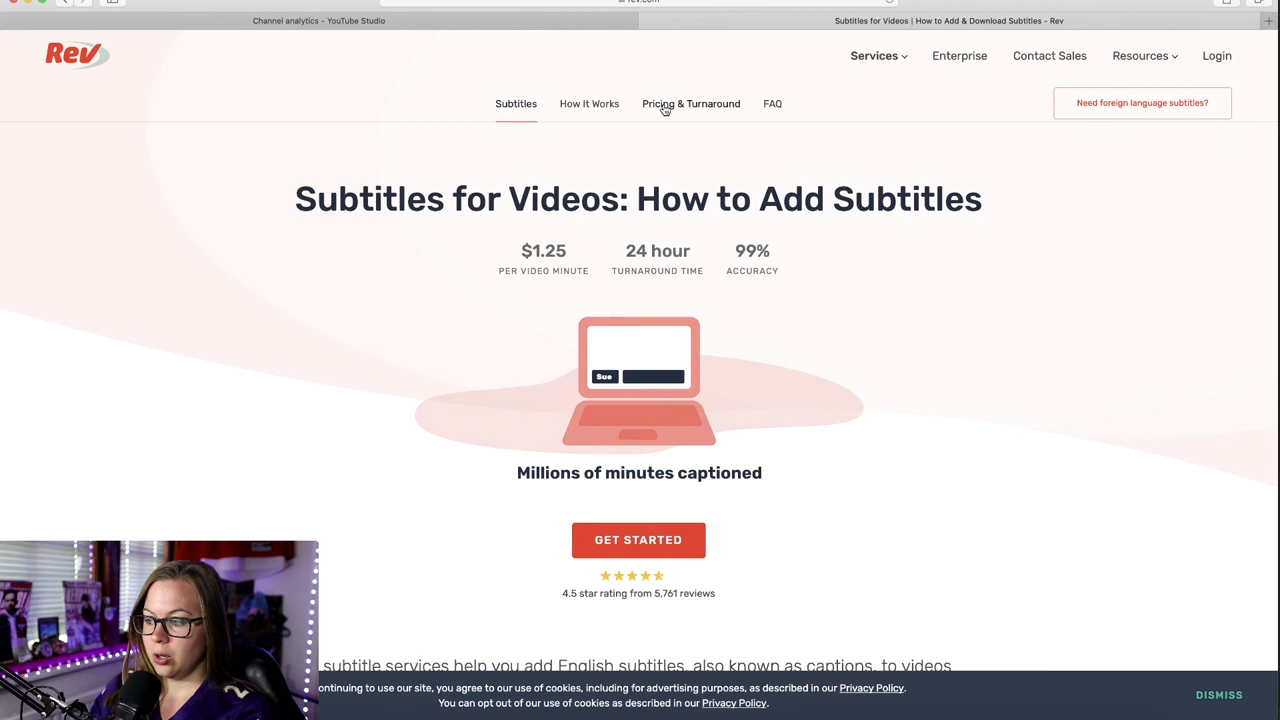 Channel analytics - YouTube Studio
Subtitles for Videos | How to Add & Download Subtitles - Rev
Rev
Services
Enterprise
Contact Sales
Resources
Login
Subtitles
How It Works
Pricing & Turnaround
FAQ
Need foreign language subtitles?
Subtitles for Videos: How to Add Subtitles
$1.25
24 hour
99%
PER VIDEO MINUTE
TURNAROUND TIME
ACCURACY
Sue
Millions of minutes captioned
GET STARTED
4.5 star rating from 5,761 reviews
subtitle services help you add English subtitles, also known as captions, to videos
ontinuing to use our site, you agree to our use of cookies, including for advertising purposes, as described in our Privacy Policy.
You can opt out of our use of cookies as described in our Privacy Policy.
DISMISS